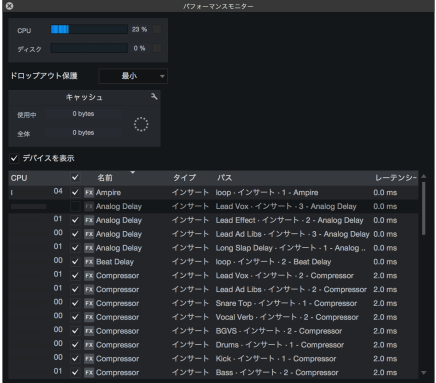 パフォーマンスモニター
CPU 23 %
ディスク 0 %
ドロップアウト保護 最小
キャッシュ
使用中 0 bytes
全体 0 bytes
デバイスを表示
CPU 名前 タイプ パス レーテンシー
04 FX Ampire インサート loop · インサート · 1 - Ampire 0.0 ms
FX Analog Delay インサート Lead Vox · インサート · 3 - Analog Delay 0.0 ms
01 FX Analog Delay インサート Lead Effect · インサート · 2 - Analog Delay 0.0 ms
00 FX Analog Delay インサート Lead Ad Libs · インサート · 3 - Analog Delay 0.0 ms
01 FX Analog Delay インサート Long Slap Delay · インサート · 1 - Analog .. 0.0 ms
00 FX Beat Delay インサート loop · インサート · 2 - Beat Delay 0.0 ms
01 FX Compressor インサート Lead Vox · インサート · 2 - Compressor 2.0 ms
01 FX Compressor インサート Lead Ad Libs · インサート · 2 - Compressor 2.0 ms
00 FX Compressor インサート Snare Top · インサート · 1 - Compressor 2.0 ms
00 FX Compressor インサート Vocal Verb · インサート · 2 - Compressor 2.0 ms
00 FX Compressor インサート BGVS · インサート · 2 - Compressor 2.0 ms
00 FX Compressor インサート Drums · インサート · 1 - Compressor 2.0 ms
00 FX Compressor インサート Kick · インサート · 1 - Compressor 2.0 ms
01 FX Compressor インサート Bass · インサート · 2 - Compressor 2.0 ms